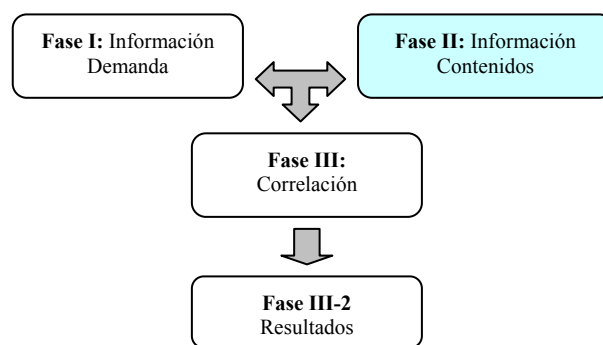 Fase I: Información
Demanda
Fase II: Información
Contenidos
Fase III:
Correlación
Fase III-2
Resultados